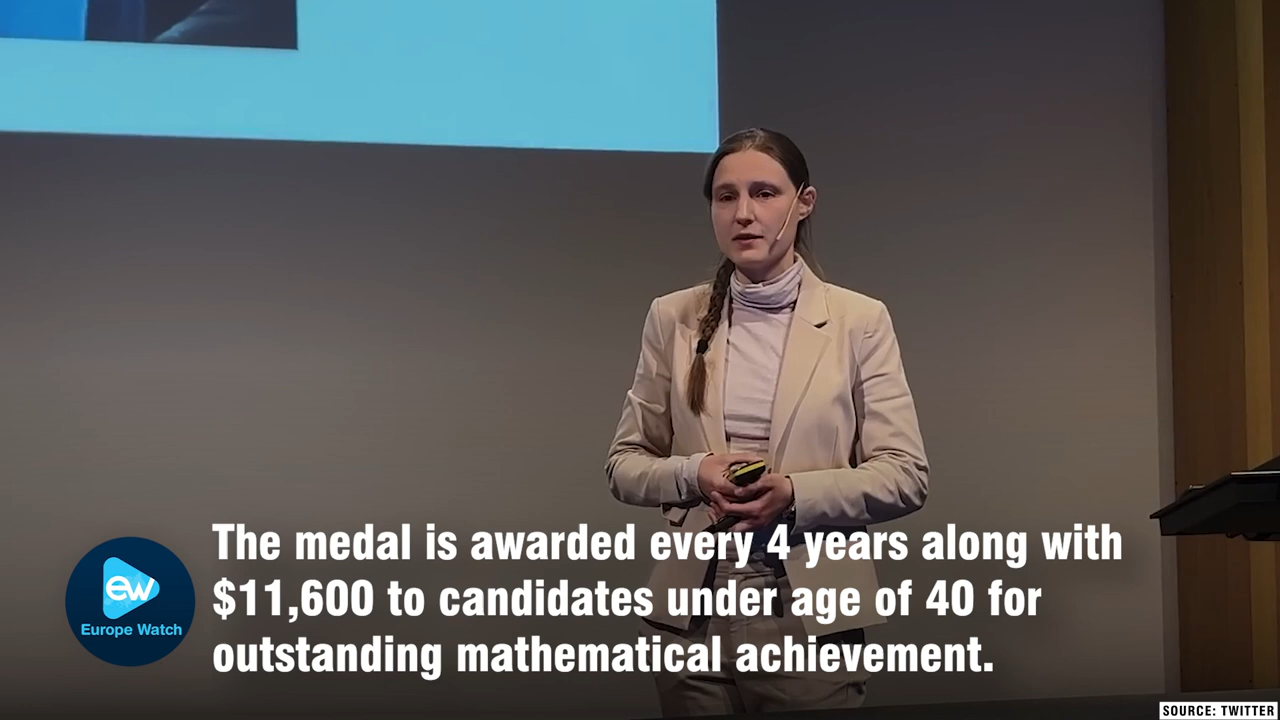 The medal is awarded every 4 years along with
$11,600 to candidates under age of 40 for
outstanding mathematical achievement.
ew
Europe Watch
SOURCE: TWITTER